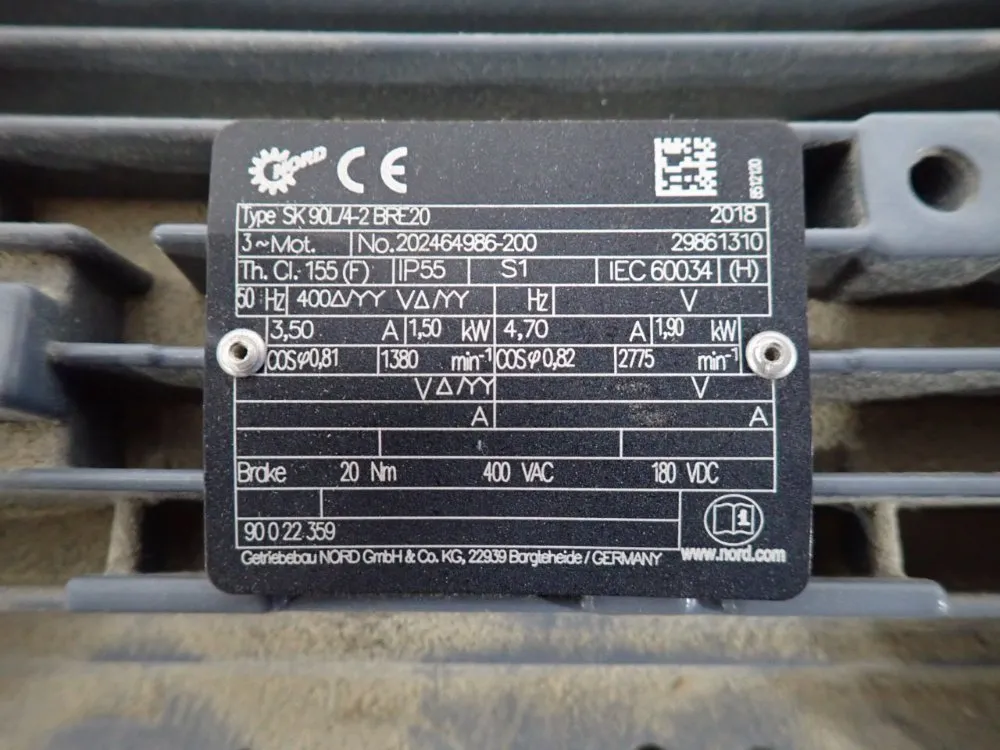 NORD CE
8512120
Type SK 90L/4-2 BRE20 2018
3~Mot. No.202464986-200 29861310
Th. Cl. 155 (F) IP55 S1 IEC 60034 (H)
50 Hz 400Δ/YY VΔ/YY Hz V
3,50 A 1,50 kW 4,70 A 1,90 kW
COSφ0,81 1380 min⁻¹ COSφ0,82 2775 min⁻¹
VΔ/YY V
A A
Brake 20 Nm 400 VAC 180 VDC
90 0 22 359
Getriebebau NORD GmbH & Co. KG, 22939 Bargteheide / GERMANY www.nord.com